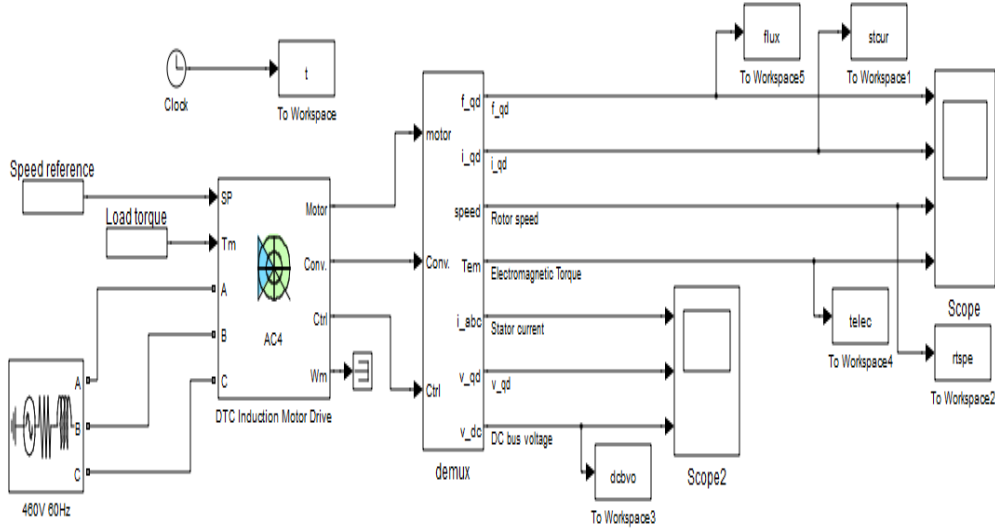 flux
To Workspace5
stcur
To Workspace1
Clock
t
To Workspace
Speed reference
Load torque
SP
Tm
A
B
C
Motor
Conv.
Ctrl
Wm
AC4
DTC Induction Motor Drive
A
B
C
460V 60Hz
motor
Conv.
Ctrl
f_qd
i_qd
speed
Tem
i_abc
v_qd
v_dc
demux
f_qd
i_qd
Rotor speed
Electromagnetic Torque
Stator current
v_qd
DC bus voltage
Scope
telec
To Workspace4
rtspe
To Workspace2
Scope2
dcbvo
To Workspace3